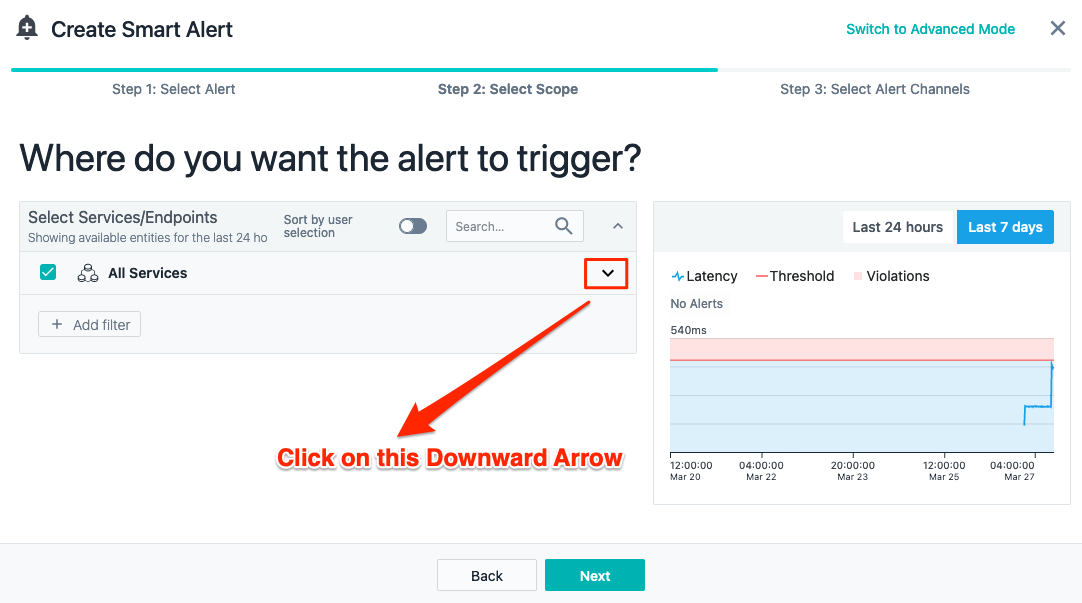 Create Smart Alert
Switch to Advanced Mode
Step 1: Select Alert
Step 2: Select Scope
Step 3: Select Alert Channels
Where do you want the alert to trigger?
Select Services/Endpoints
Showing available entities for the last 24 ho
Sort by user
selection
Search...
All Services
+ Add filter
Click on this Downward Arrow
Last 24 hours
Last 7 days
Latency
Threshold
Violations
No Alerts
540ms
12:00:00 04:00:00 20:00:00 12:00:00 04:00:00
Mar 20 Mar 22 Mar 23 Mar 25 Mar 27
Back
Next